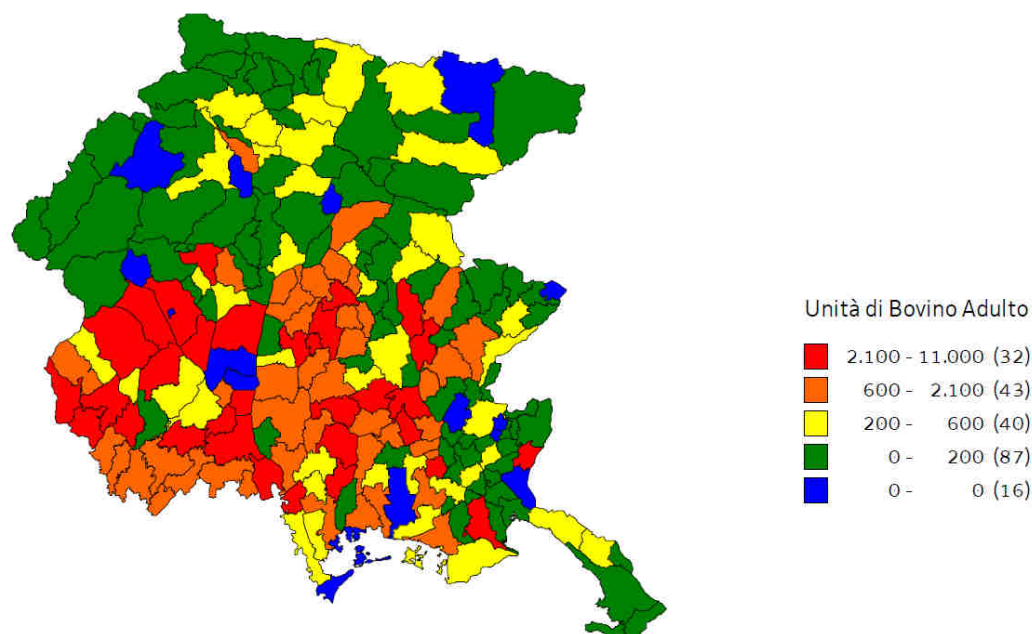 Unità di Bovino Adulto
2.100 - 11.000 (32)
600 - 2.100 (43)
200 - 600 (40)
0 - 200 (87)
0 - 0 (16)